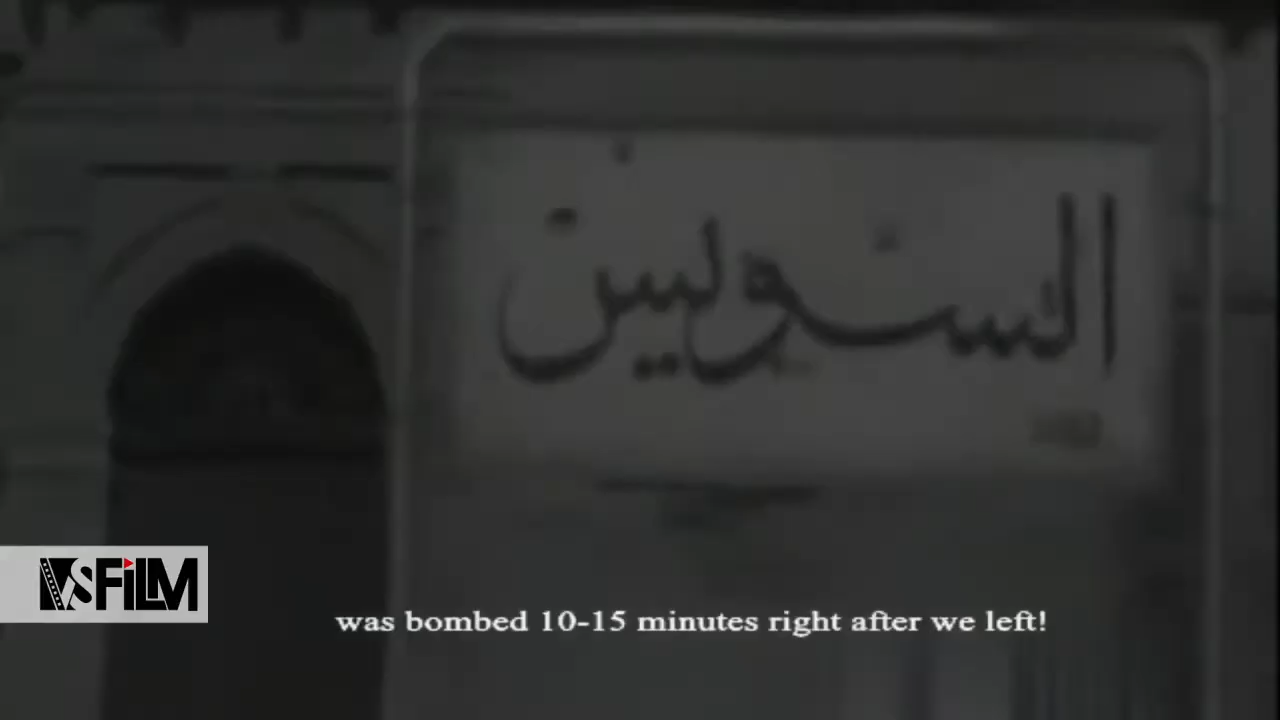 السويس
VSFiLM
was bombed 10-15 minutes right after we left!